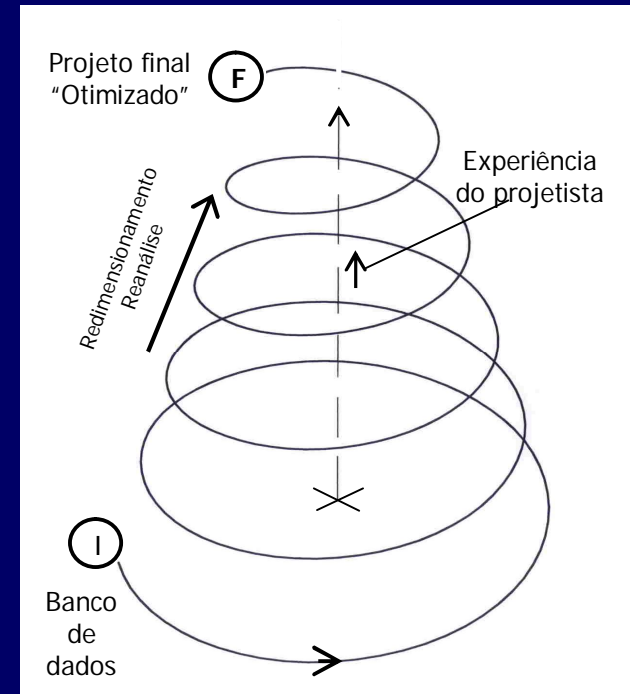 Projeto final
“Otimizado”
F
Experiência
do projetista
Redimensionamento
Reanálise
I
Banco
de
dados